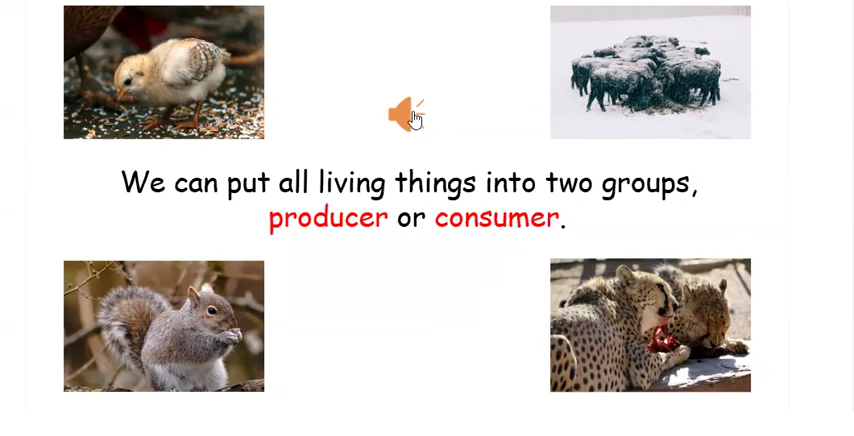 We can put all living things into two groups,
producer or consumer.